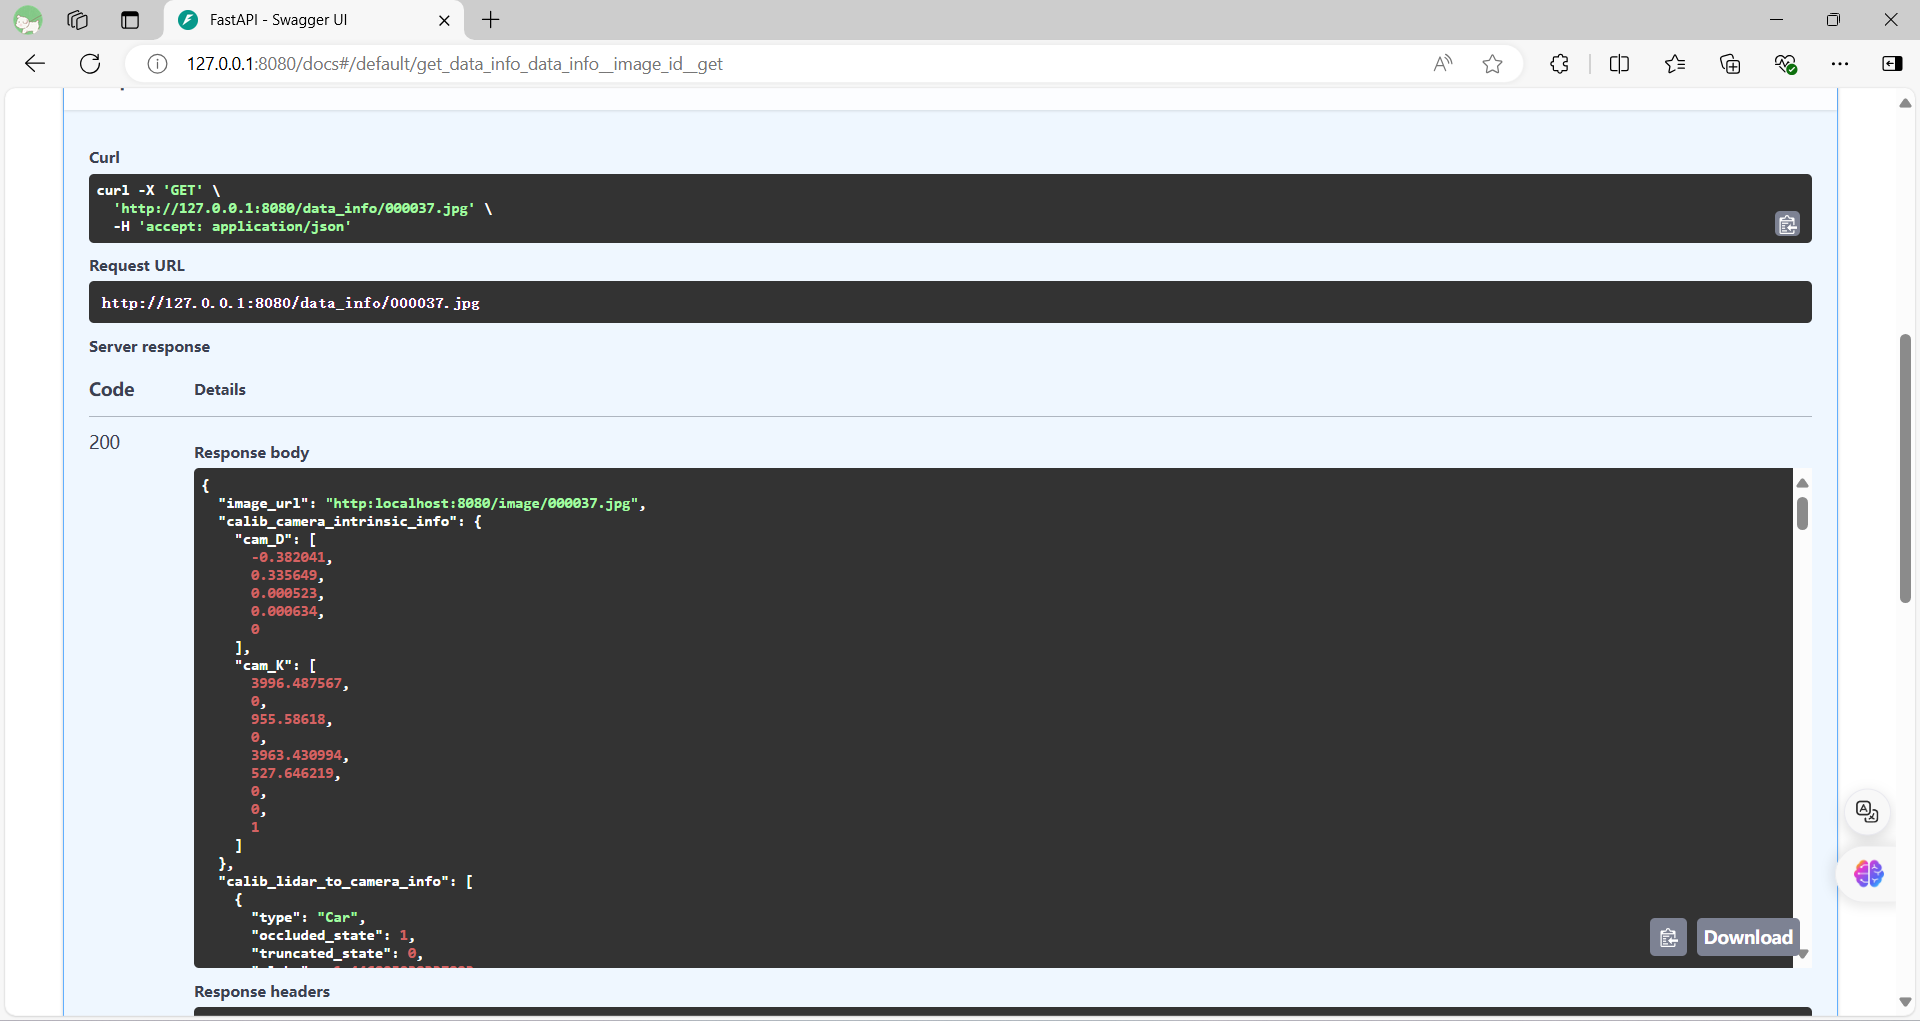 FastAPI - Swagger UI
127.0.0.1:8080/docs#/default/get_data_info_data_info__image_id__get
Curl
curl -X 'GET' \
'http://127.0.0.1:8080/data_info/000037.jpg' \
-H 'accept: application/json'
Request URL
http://127.0.0.1:8080/data_info/000037.jpg
Server response
Code Details
200
Response body
{
"image_url": "http:localhost:8080/image/000037.jpg",
"calib_camera_intrinsic_info": {
"cam_D": [
-0.382041,
0.335649,
0.000523,
0.000634,
0
],
"cam_K": [
3996.487567,
0,
955.58618,
0,
3963.430994,
527.646219,
0,
0,
1
]
},
"calib_lidar_to_camera_info": [
{
"type": "Car",
"occluded_state": 1,
"truncated_state": 0,
Download
Response headers